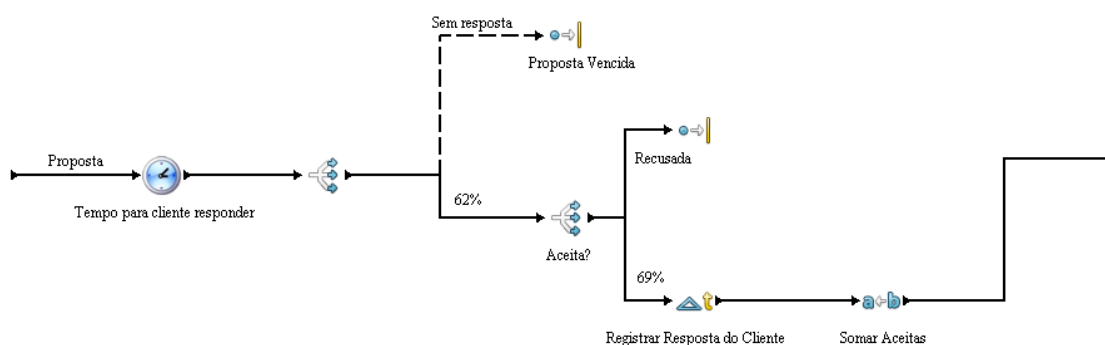 Sem resposta
Proposta Vencida
Proposta
Tempo para cliente responder
Recusada
62%
Aceita?
69%
Registrar Resposta do Cliente
Somar Aceitas